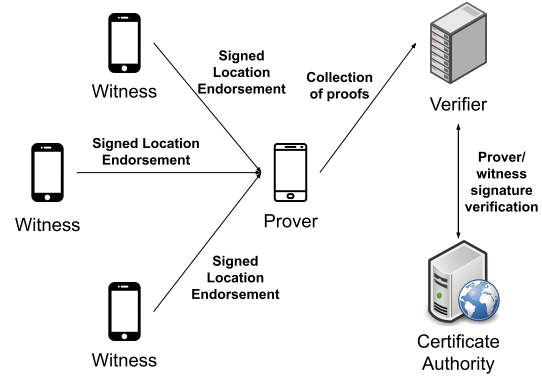 Witness
Signed
Location
Endorsement
Collection
of proofs
Verifier
Signed Location
Endorsement
Witness
Prover
Prover/
witness
signature
verification
Signed
Location
Endorsement
Witness
Certificate
Authority